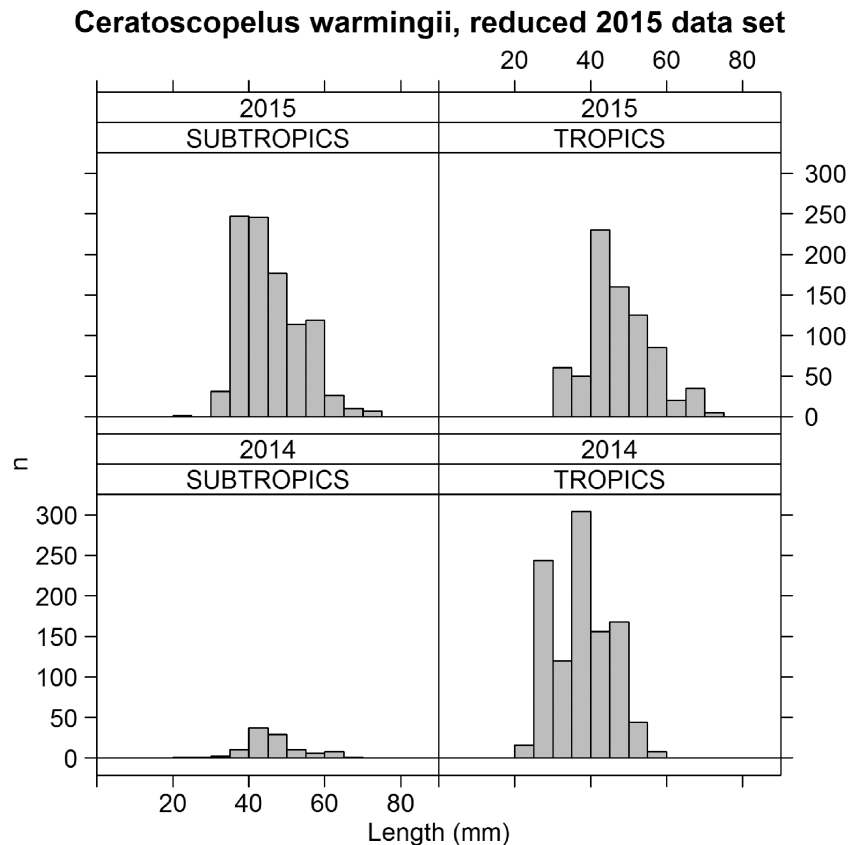 Ceratoscopelus warmingii, reduced 2015 data set
20 40 60 80
2015 2015
SUBTROPICS TROPICS
300
250
200
150
100
50
0
2014 2014
SUBTROPICS TROPICS
n
300
250
200
150
100
50
0
20 40 60 80
Length (mm)